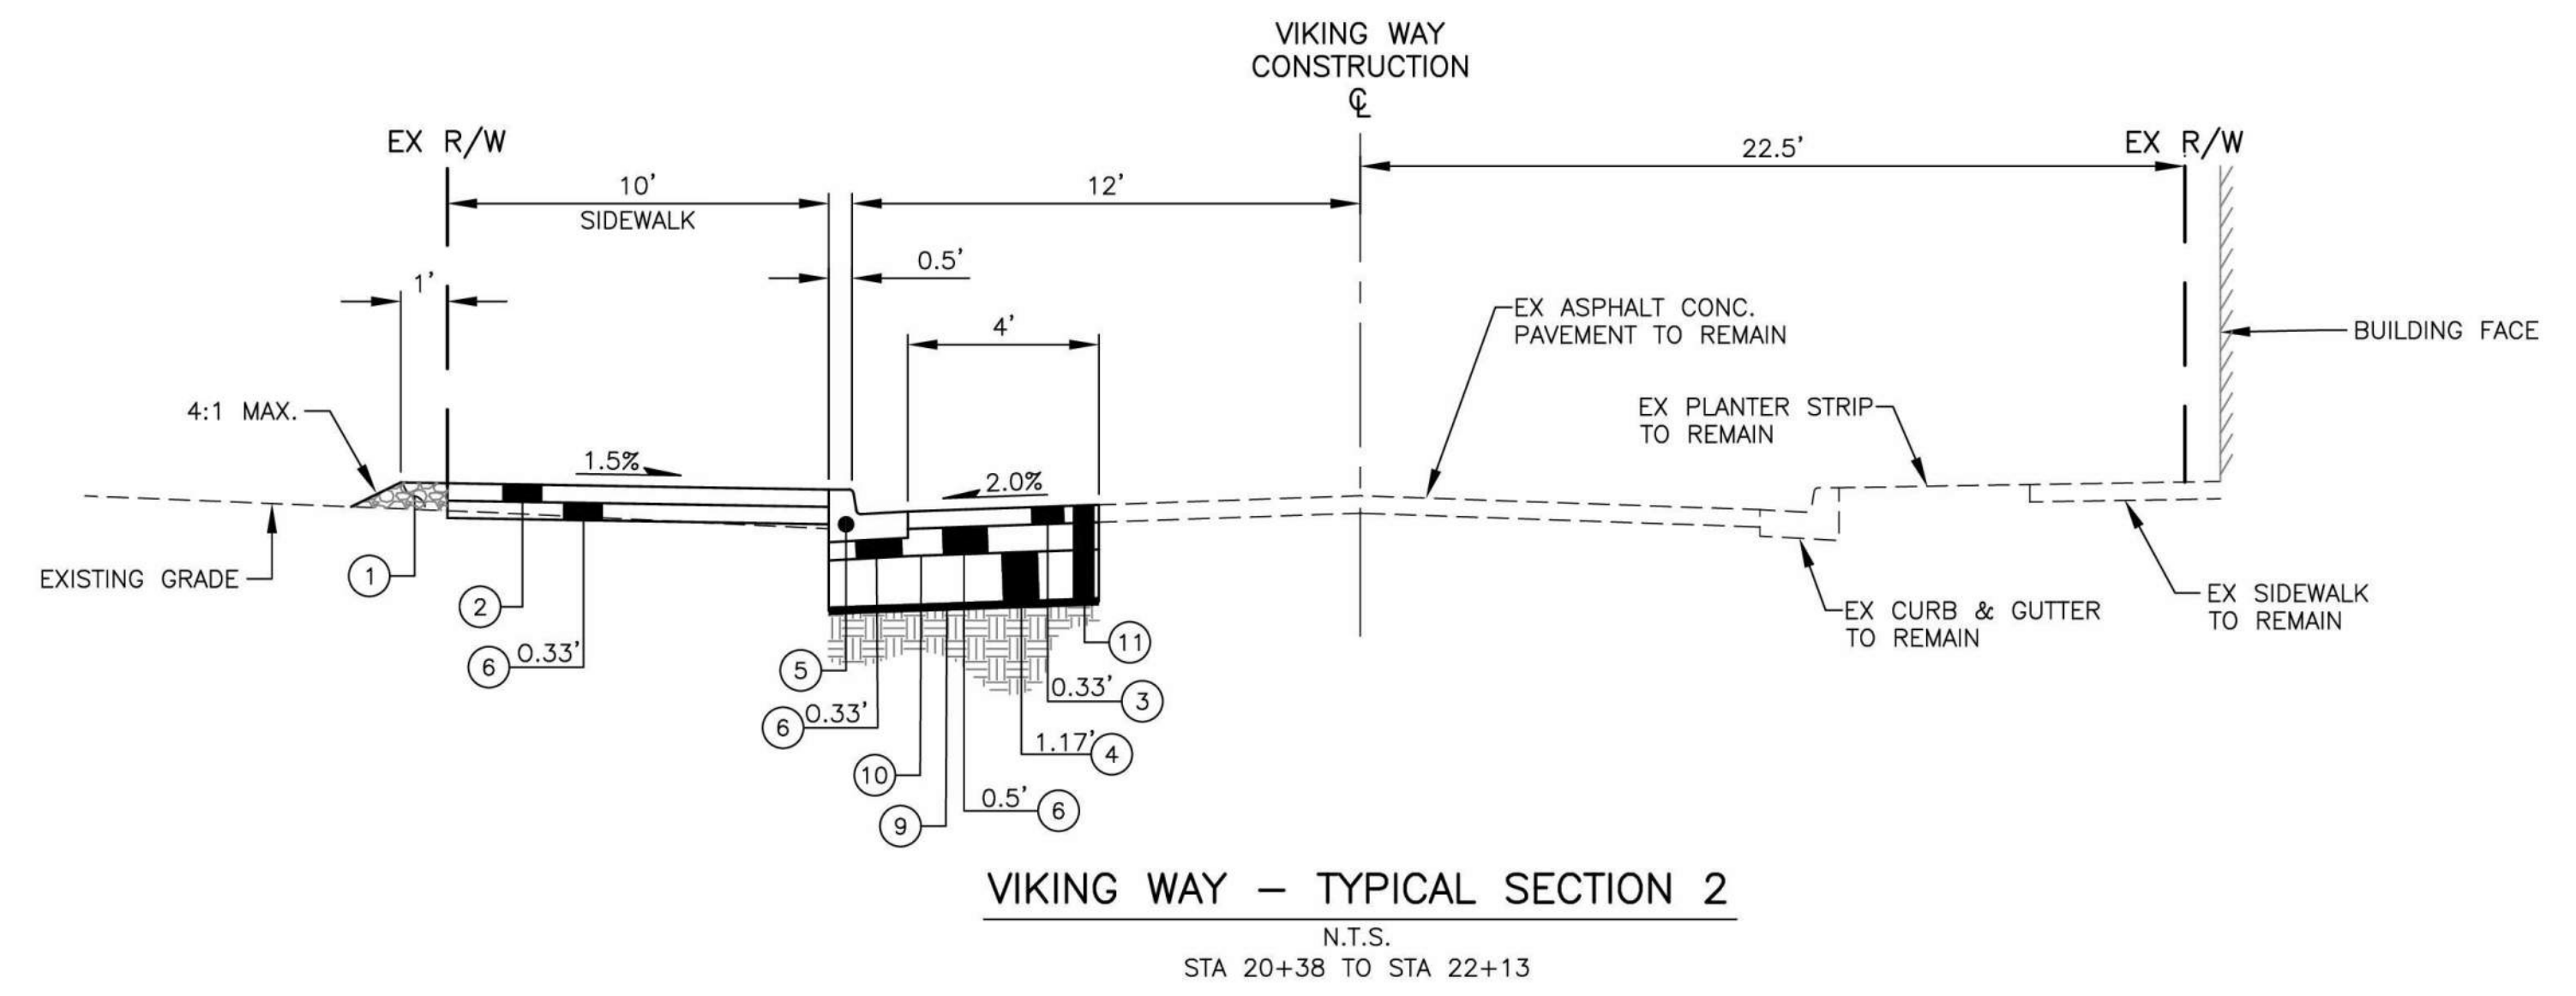 VIKING WAY
CONSTRUCTION
℄
EX R/W
EX R/W
22.5'
10'
SIDEWALK
12'
0.5'
1'
4'
EX ASPHALT CONC.
PAVEMENT TO REMAIN
BUILDING FACE
4:1 MAX.
EX PLANTER STRIP
TO REMAIN
1.5%
2.0%
EXISTING GRADE
1
2
6 0.33'
5
6 0.33'
10
9
11
0.33' 3
1.17' 4
0.5' 6
EX CURB & GUTTER
TO REMAIN
EX SIDEWALK
TO REMAIN
VIKING WAY – TYPICAL SECTION 2
N.T.S.
STA 20+38 TO STA 22+13